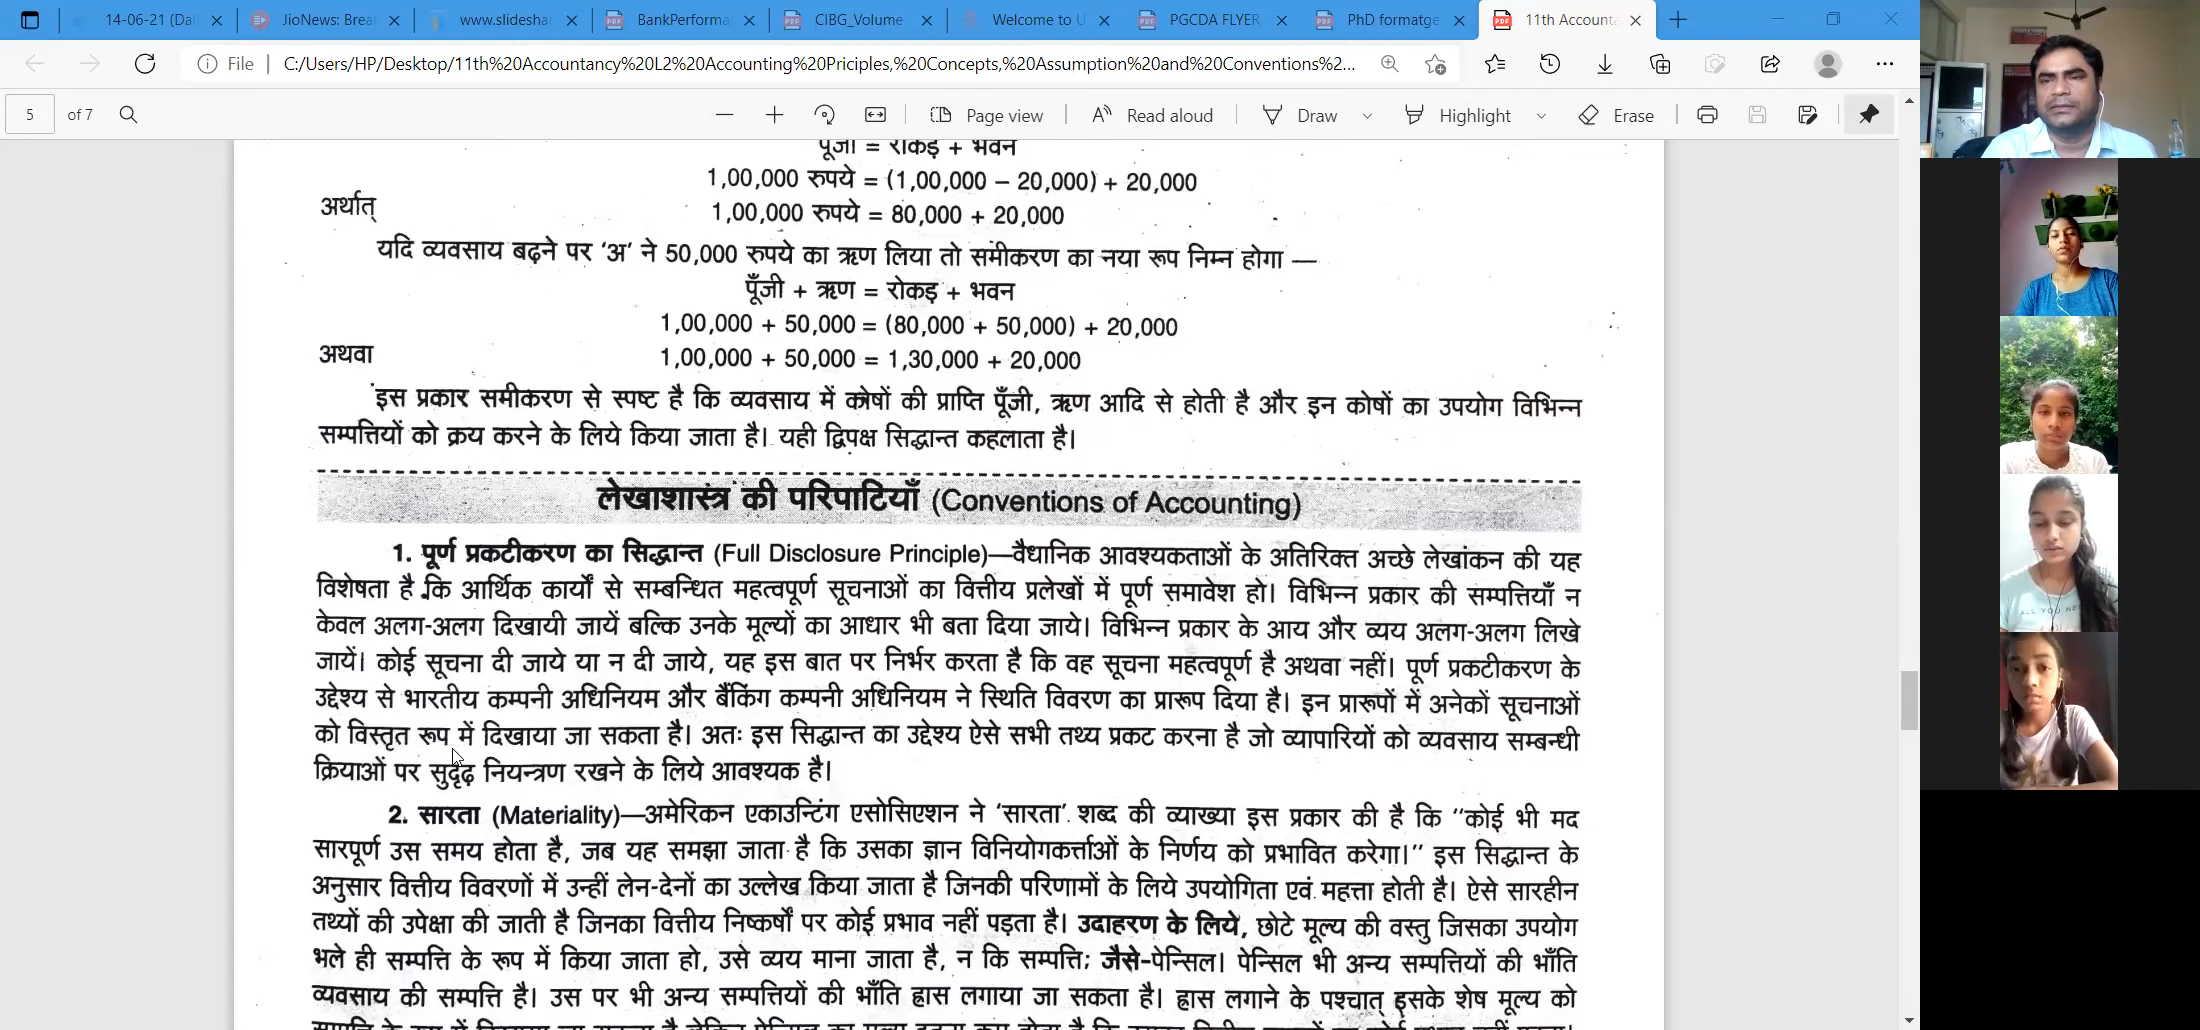 14-06-21 (Dai
JioNews: Brea
www.slidesha
BankPerforma
CIBG_Volume
Welcome to U
PGCDA FLYER
PhD formatge
11th Accounta
File
C:/Users/HP/Desktop/11th%20Accountancy%20L2%20Accounting%20Priciples,%20Concepts,%20Assumption%20and%20Conventions%2...
5 of 7
Page view
Read aloud
Draw
Highlight
Erase
पूँजी = रोकड़ + भवन
1,00,000 रुपये = (1,00,000 – 20,000) + 20,000
अर्थात्
1,00,000 रुपये = 80,000 + 20,000
यदि व्यवसाय बढ़ने पर ‘अ’ ने 50,000 रुपये का ऋण लिया तो समीकरण का नया रूप निम्न होगा —
पूँजी + ऋण = रोकड़ + भवन
1,00,000 + 50,000 = (80,000 + 50,000) + 20,000
अथवा
1,00,000 + 50,000 = 1,30,000 + 20,000
इस प्रकार समीकरण से स्पष्ट है कि व्यवसाय में कोषों की प्राप्ति पूँजी, ऋण आदि से होती है और इन कोषों का उपयोग विभिन्न
सम्पत्तियों को क्रय करने के लिये किया जाता है। यही द्विपक्ष सिद्धान्त कहलाता है।
लेखाशास्त्र की परिपाटियाँ (Conventions of Accounting)
1. पूर्ण प्रकटीकरण का सिद्धान्त (Full Disclosure Principle)—वैधानिक आवश्यकताओं के अतिरिक्त अच्छे लेखांकन की यह
विशेषता है कि आर्थिक कार्यों से सम्बन्धित महत्वपूर्ण सूचनाओं का वित्तीय प्रलेखों में पूर्ण समावेश हो। विभिन्न प्रकार की सम्पत्तियाँ न
केवल अलग-अलग दिखायी जायें बल्कि उनके मूल्यों का आधार भी बता दिया जाये। विभिन्न प्रकार के आय और व्यय अलग-अलग लिखे
जायें। कोई सूचना दी जाये या न दी जाये, यह इस बात पर निर्भर करता है कि वह सूचना महत्वपूर्ण है अथवा नहीं। पूर्ण प्रकटीकरण के
उद्देश्य से भारतीय कम्पनी अधिनियम और बैंकिंग कम्पनी अधिनियम ने स्थिति विवरण का प्रारूप दिया है। इन प्रारूपों में अनेकों सूचनाओं
को विस्तृत रूप में दिखाया जा सकता है। अतः इस सिद्धान्त का उद्देश्य ऐसे सभी तथ्य प्रकट करना है जो व्यापारियों को व्यवसाय सम्बन्धी
क्रियाओं पर सुदृढ़ नियन्त्रण रखने के लिये आवश्यक है।
2. सारता (Materiality)—अमेरिकन एकाउन्टिंग एसोसिएशन ने ‘सारता’ शब्द की व्याख्या इस प्रकार की है कि “कोई भी मद
सारपूर्ण उस समय होता है, जब यह समझा जाता है कि उसका ज्ञान विनियोगकर्त्ताओं के निर्णय को प्रभावित करेगा।” इस सिद्धान्त के
अनुसार वित्तीय विवरणों में उन्हीं लेन-देनों का उल्लेख किया जाता है जिनकी परिणामों के लिये उपयोगिता एवं महत्ता होती है। ऐसे सारहीन
तथ्यों की उपेक्षा की जाती है जिनका वित्तीय निष्कर्षों पर कोई प्रभाव नहीं पड़ता है। उदाहरण के लिये, छोटे मूल्य की वस्तु जिसका उपयोग
भले ही सम्पत्ति के रूप में किया जाता हो, उसे व्यय माना जाता है, न कि सम्पत्ति; जैसे-पेन्सिल। पेन्सिल भी अन्य सम्पत्तियों की भाँति
व्यवसाय की सम्पत्ति है। उस पर भी अन्य सम्पत्तियों की भाँति ह्रास लगाया जा सकता है। ह्रास लगाने के पश्चात् इसके शेष मूल्य को